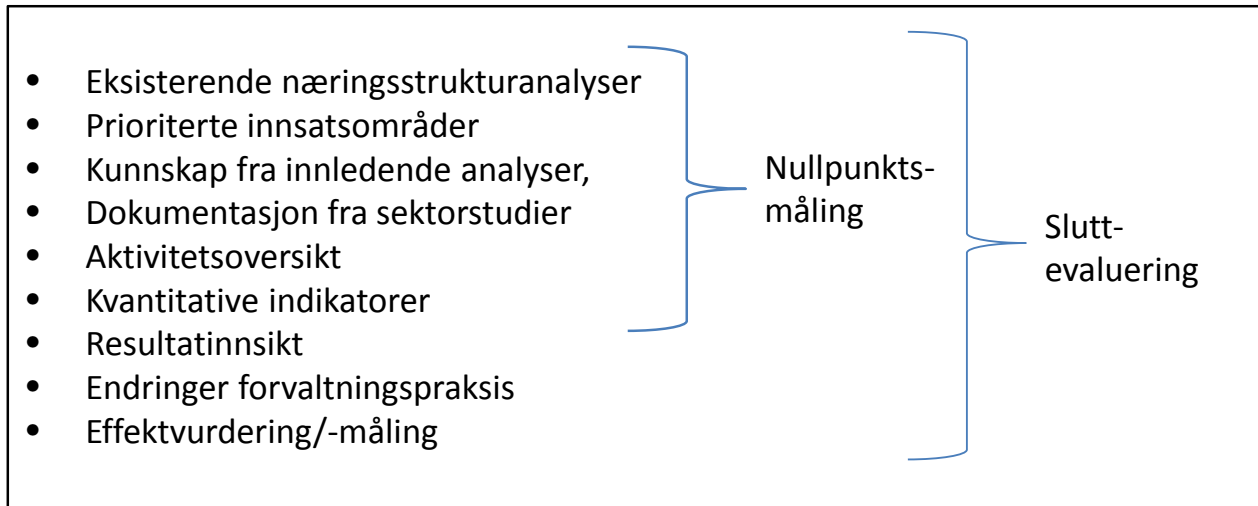 • Eksisterende næringsstrukturanalyser
• Prioriterte innsatsområder
• Kunnskap fra innledende analyser,
• Dokumentasjon fra sektorstudier
• Aktivitetsoversikt
• Kvantitative indikatorer
• Resultatinnsikt
• Endringer forvaltningspraksis
• Effektvurdering/-måling
Nullpunkts-
måling
Slutt-
evaluering